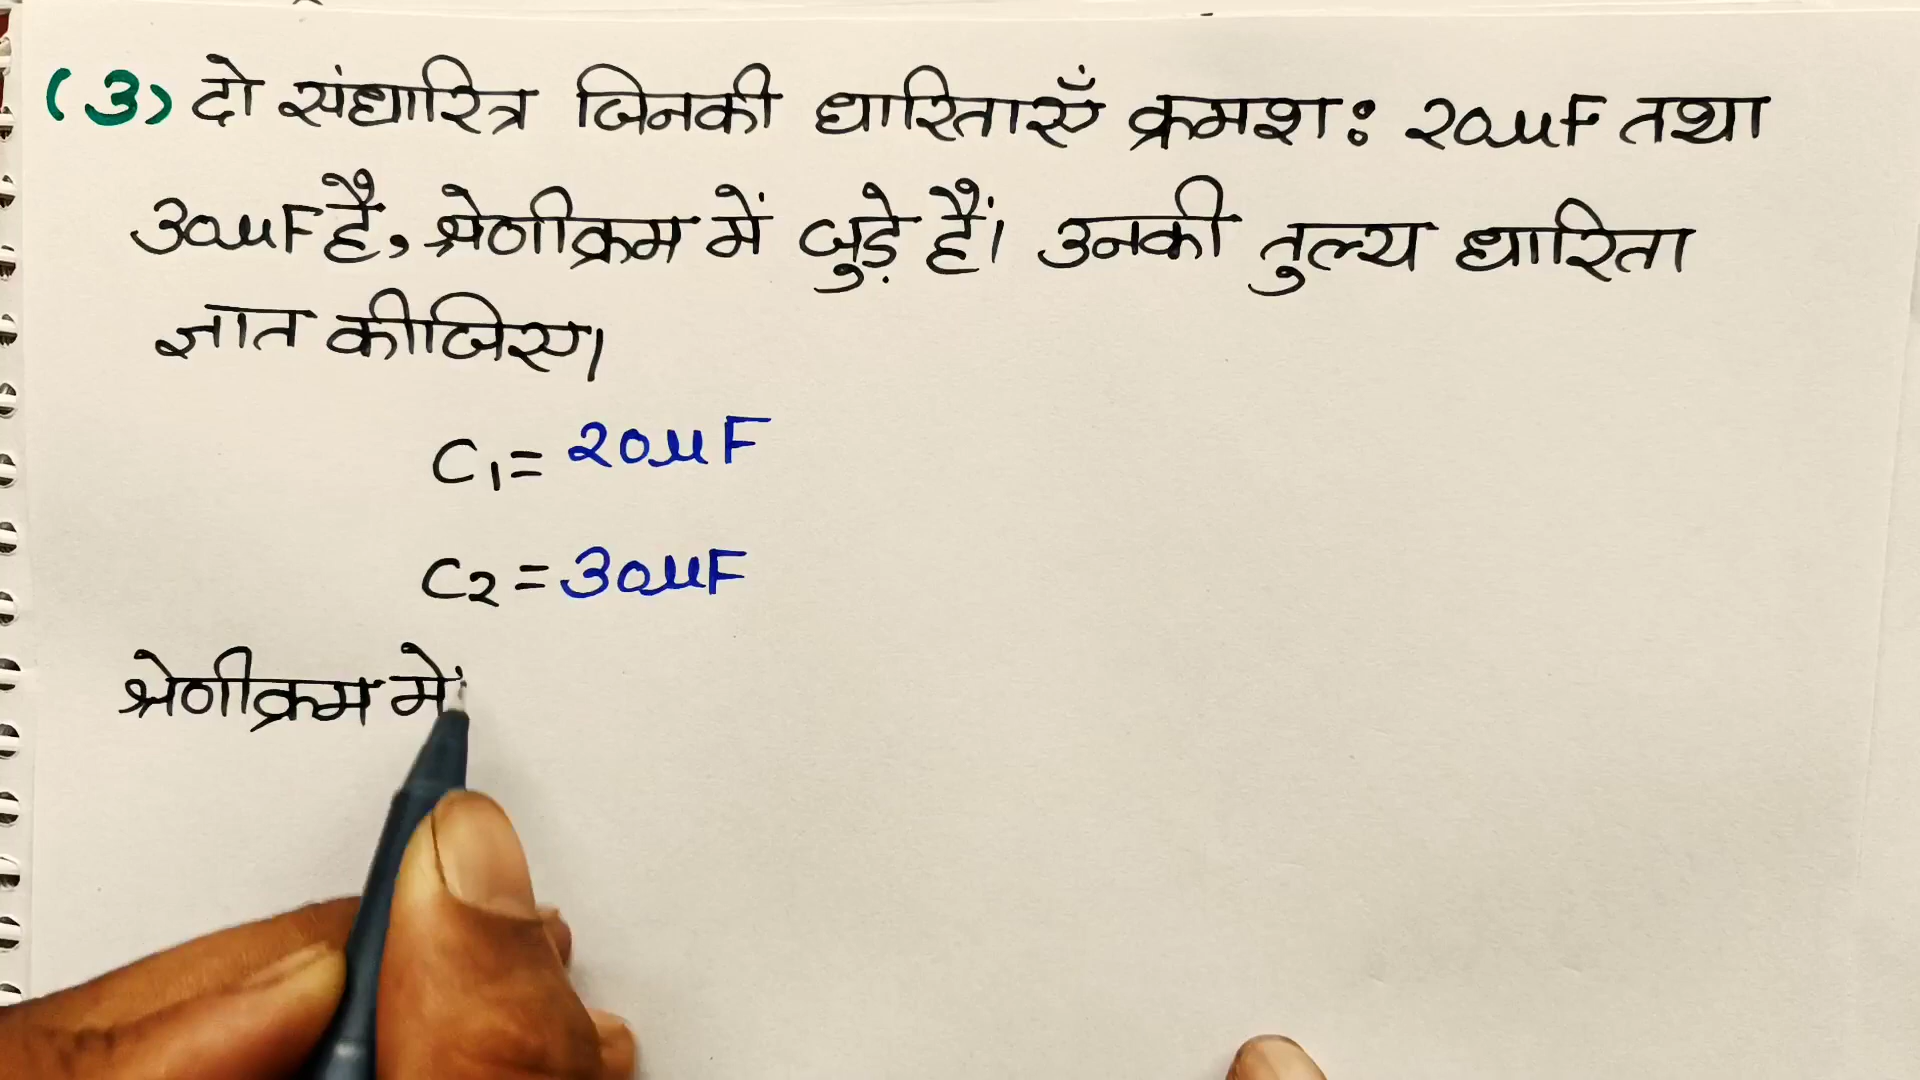 (3) दो संधारित्र जिनकी धारिताएँ क्रमश: 20μF तथा
30μF है, श्रेणीक्रम में जुड़े हैं। उनकी तुल्य धारिता
ज्ञात कीजिए।
C₁ = 20μF
C₂ = 30μF
श्रेणीक्रम में